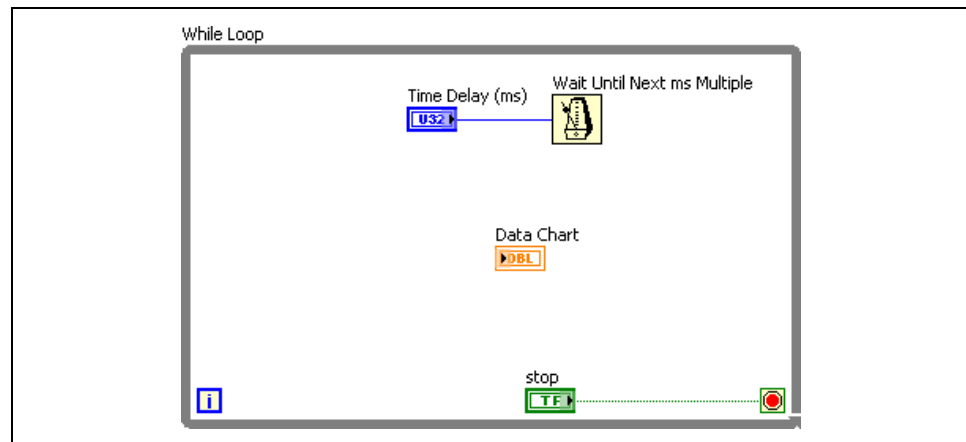 While Loop
Time Delay (ms)
Wait Until Next ms Multiple
U32
Data Chart
DBL
stop
TF
i